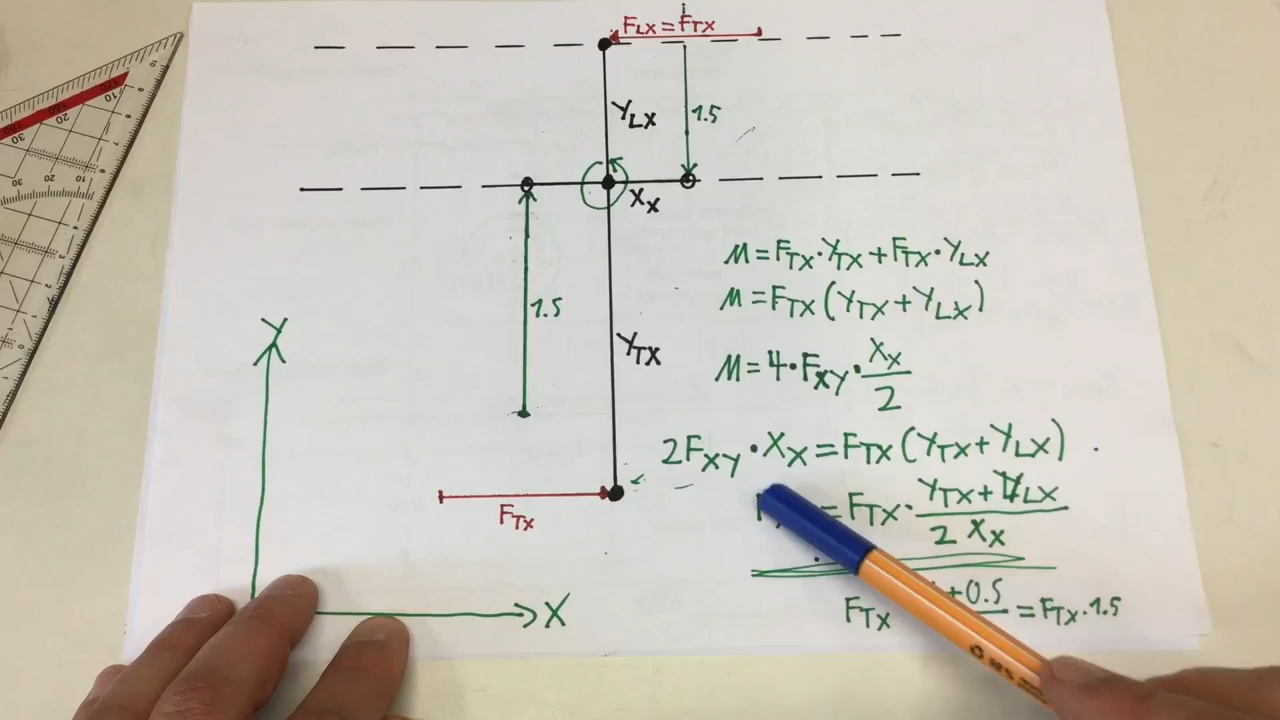 F_LX = F_TX
Y_LX
1.5
X_X
1.5
Y_TX
F_TX
Y
X
M = F_TX · Y_TX + F_TX · Y_LX
M = F_TX (Y_TX + Y_LX)
M = 4 · F_XY · X_X / 2
2F_XY · X_X = F_TX (Y_TX + Y_LX)
= F_TX · (Y_TX + Y_LX) / (2 X_X)
F_TX +0.5 = F_TX · 1.5